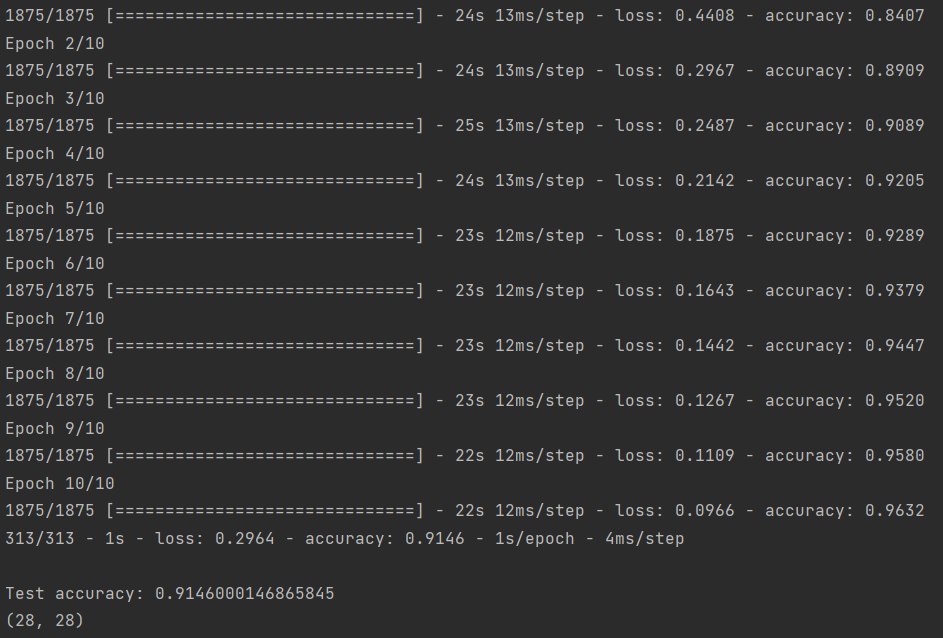 1875/1875 [==============================] - 24s 13ms/step - loss: 0.4408 - accuracy: 0.8407
Epoch 2/10
1875/1875 [==============================] - 24s 13ms/step - loss: 0.2967 - accuracy: 0.8909
Epoch 3/10
1875/1875 [==============================] - 25s 13ms/step - loss: 0.2487 - accuracy: 0.9089
Epoch 4/10
1875/1875 [==============================] - 24s 13ms/step - loss: 0.2142 - accuracy: 0.9205
Epoch 5/10
1875/1875 [==============================] - 23s 12ms/step - loss: 0.1875 - accuracy: 0.9289
Epoch 6/10
1875/1875 [==============================] - 23s 12ms/step - loss: 0.1643 - accuracy: 0.9379
Epoch 7/10
1875/1875 [==============================] - 23s 12ms/step - loss: 0.1442 - accuracy: 0.9447
Epoch 8/10
1875/1875 [==============================] - 23s 12ms/step - loss: 0.1267 - accuracy: 0.9520
Epoch 9/10
1875/1875 [==============================] - 22s 12ms/step - loss: 0.1109 - accuracy: 0.9580
Epoch 10/10
1875/1875 [==============================] - 22s 12ms/step - loss: 0.0966 - accuracy: 0.9632
313/313 - 1s - loss: 0.2964 - accuracy: 0.9146 - 1s/epoch - 4ms/step

Test accuracy: 0.9146000146865845
(28, 28)